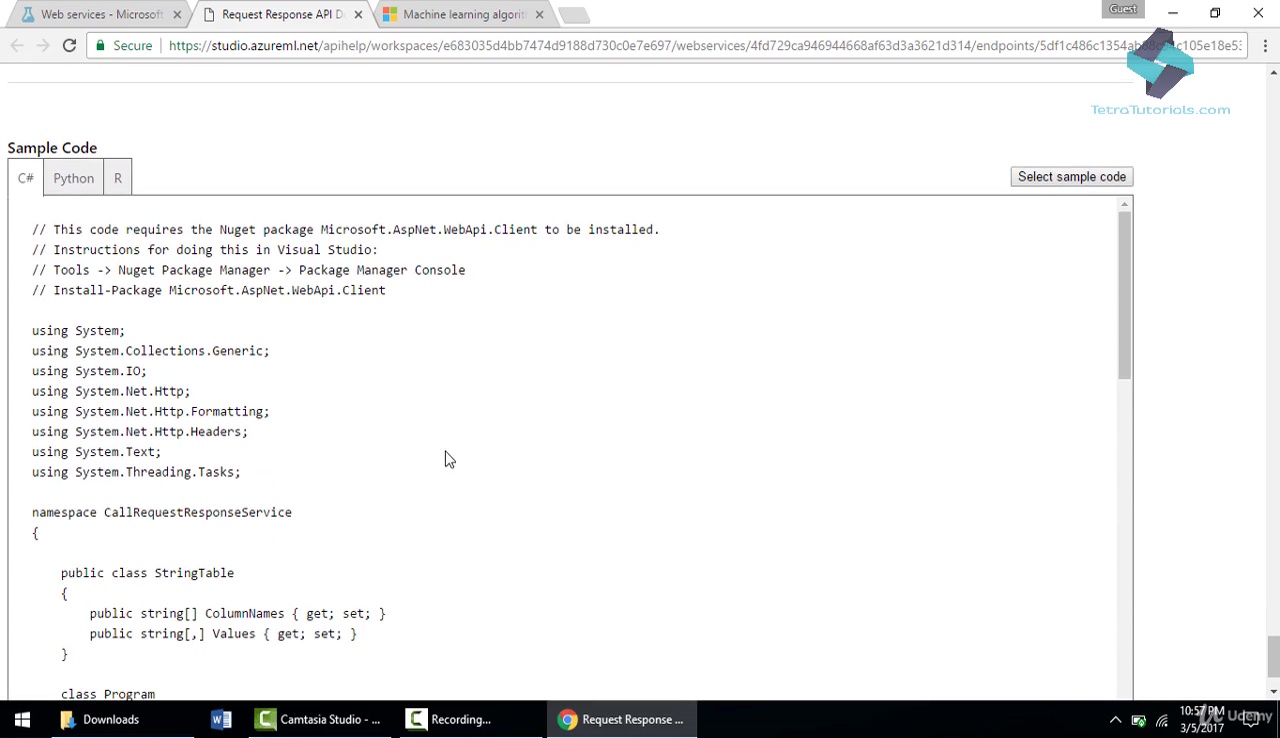 Web services - Microsoft
Request Response API D
Machine learning algorit
Guest
Secure
https://studio.azureml.net/apihelp/workspaces/e683035d4bb7474d9188d730c0e7e697/webservices/4fd729ca946944668af63d3a3621d314/endpoints/
TetraTutorials.com
Sample Code
C#
Python
R
Select sample code
// This code requires the Nuget package Microsoft.AspNet.WebApi.Client to be installed.
// Instructions for doing this in Visual Studio:
// Tools -> Nuget Package Manager -> Package Manager Console
// Install-Package Microsoft.AspNet.WebApi.Client
using System;
using System.Collections.Generic;
using System.IO;
using System.Net.Http;
using System.Net.Http.Formatting;
using System.Net.Http.Headers;
using System.Text;
using System.Threading.Tasks;
namespace CallRequestResponseService
{
public class StringTable
{
public string[] ColumnNames { get; set; }
public string[,] Values { get; set; }
}
class Program
Downloads
Camtasia Studio - ...
Recording...
Request Response ...
10:57 PM
3/5/2017
Udemy